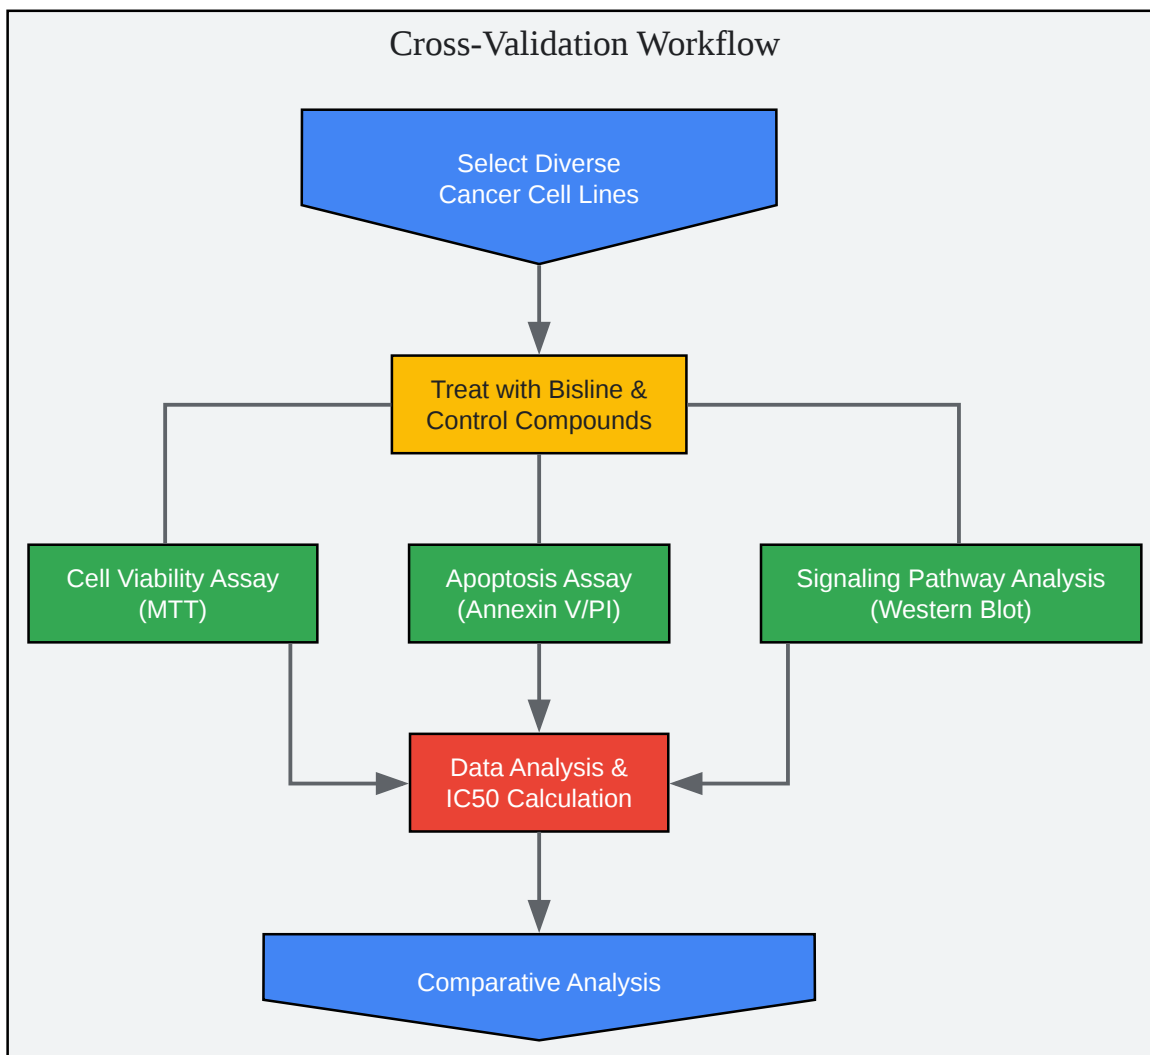 Cross-Validation Workflow
Select Diverse
Cancer Cell Lines
Treat with Bisline &
Control Compounds
Cell Viability Assay
(MTT)
Apoptosis Assay
(Annexin V/PI)
Signaling Pathway Analysis
(Western Blot)
Data Analysis &
IC50 Calculation
Comparative Analysis